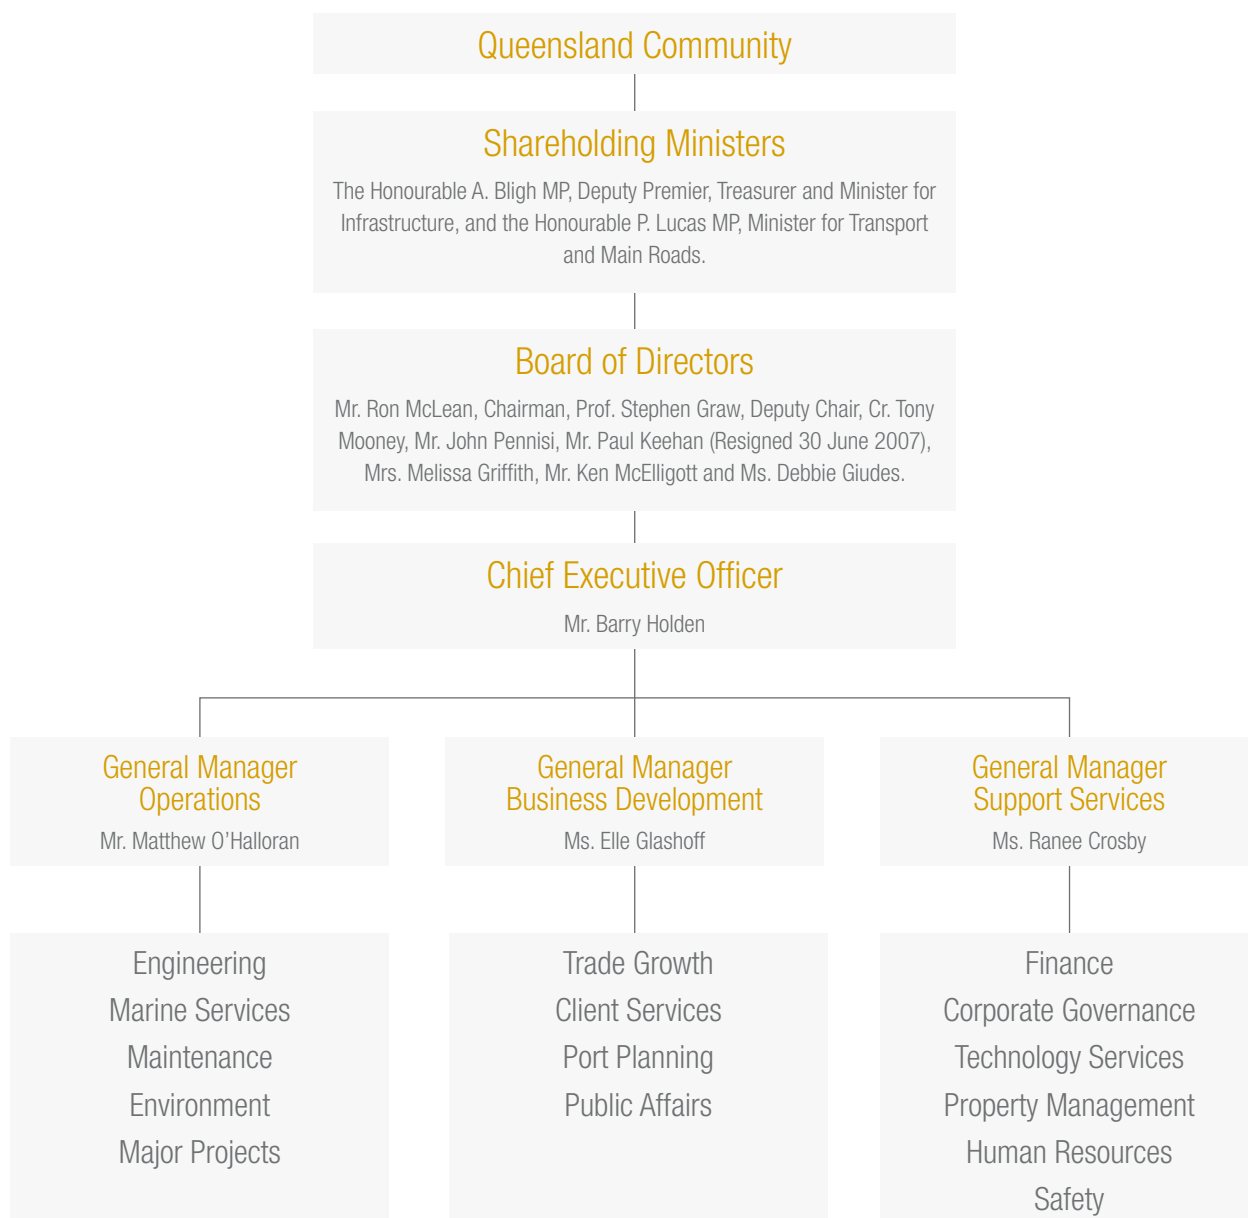 Queensland Community
Shareholding Ministers
The Honourable A. Bligh MP, Deputy Premier, Treasurer and Minister for
Infrastructure, and the Honourable P. Lucas MP, Minister for Transport
and Main Roads.
Board of Directors
Mr. Ron McLean, Chairman, Prof. Stephen Graw, Deputy Chair, Cr. Tony
Mooney, Mr. John Pennisi, Mr. Paul Keehan (Resigned 30 June 2007),
Mrs. Melissa Griffith, Mr. Ken McElligott and Ms. Debbie Giudes.
Chief Executive Officer
Mr. Barry Holden
General Manager
Operations
Mr. Matthew O’Halloran
Engineering
Marine Services
Maintenance
Environment
Major Projects
General Manager
Business Development
Ms. Elle Glashoff
Trade Growth
Client Services
Port Planning
Public Affairs
General Manager
Support Services
Ms. Ranee Crosby
Finance
Corporate Governance
Technology Services
Property Management
Human Resources
Safety